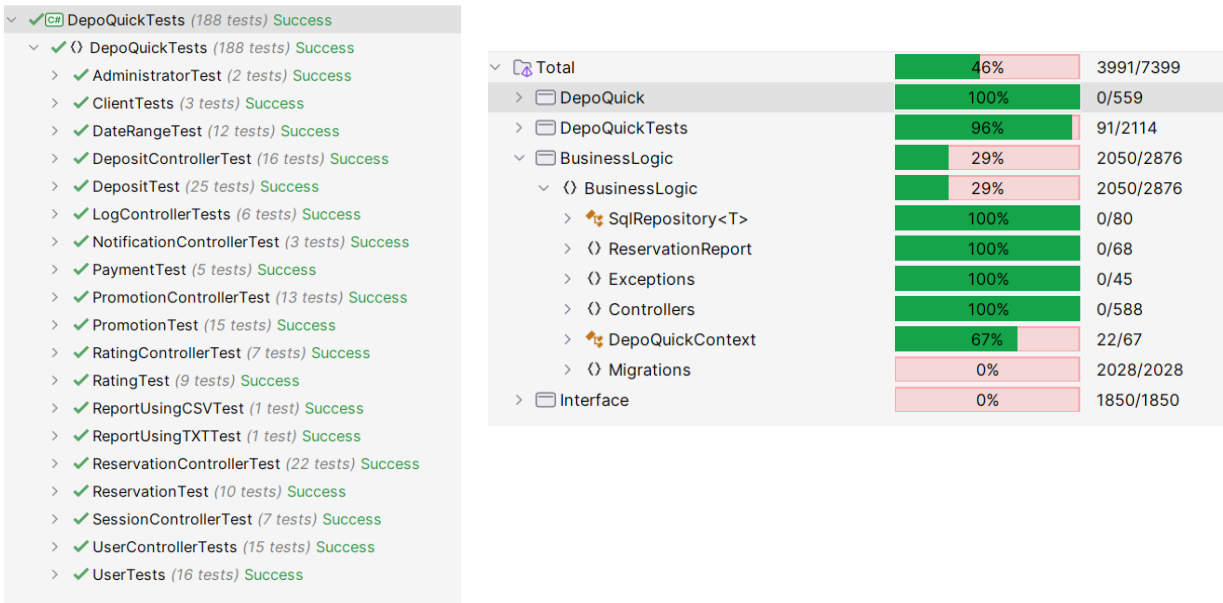 C# DepoQuickTests (188 tests) Success
() DepoQuickTests (188 tests) Success
AdministratorTest (2 tests) Success
ClientTests (3 tests) Success
DateRangeTest (12 tests) Success
DepositControllerTest (16 tests) Success
DepositTest (25 tests) Success
LogControllerTests (6 tests) Success
NotificationControllerTest (3 tests) Success
PaymentTest (5 tests) Success
PromotionControllerTest (13 tests) Success
PromotionTest (15 tests) Success
RatingControllerTest (7 tests) Success
RatingTest (9 tests) Success
ReportUsingCSVTest (1 test) Success
ReportUsingTXTTest (1 test) Success
ReservationControllerTest (22 tests) Success
ReservationTest (10 tests) Success
SessionControllerTest (7 tests) Success
UserControllerTests (15 tests) Success
UserTests (16 tests) Success
Total 46% 3991/7399
DepoQuick 100% 0/559
DepoQuickTests 96% 91/2114
BusinessLogic 29% 2050/2876
() BusinessLogic 29% 2050/2876
SqlRepository<T> 100% 0/80
() ReservationReport 100% 0/68
() Exceptions 100% 0/45
() Controllers 100% 0/588
DepoQuickContext 67% 22/67
() Migrations 0% 2028/2028
Interface 0% 1850/1850